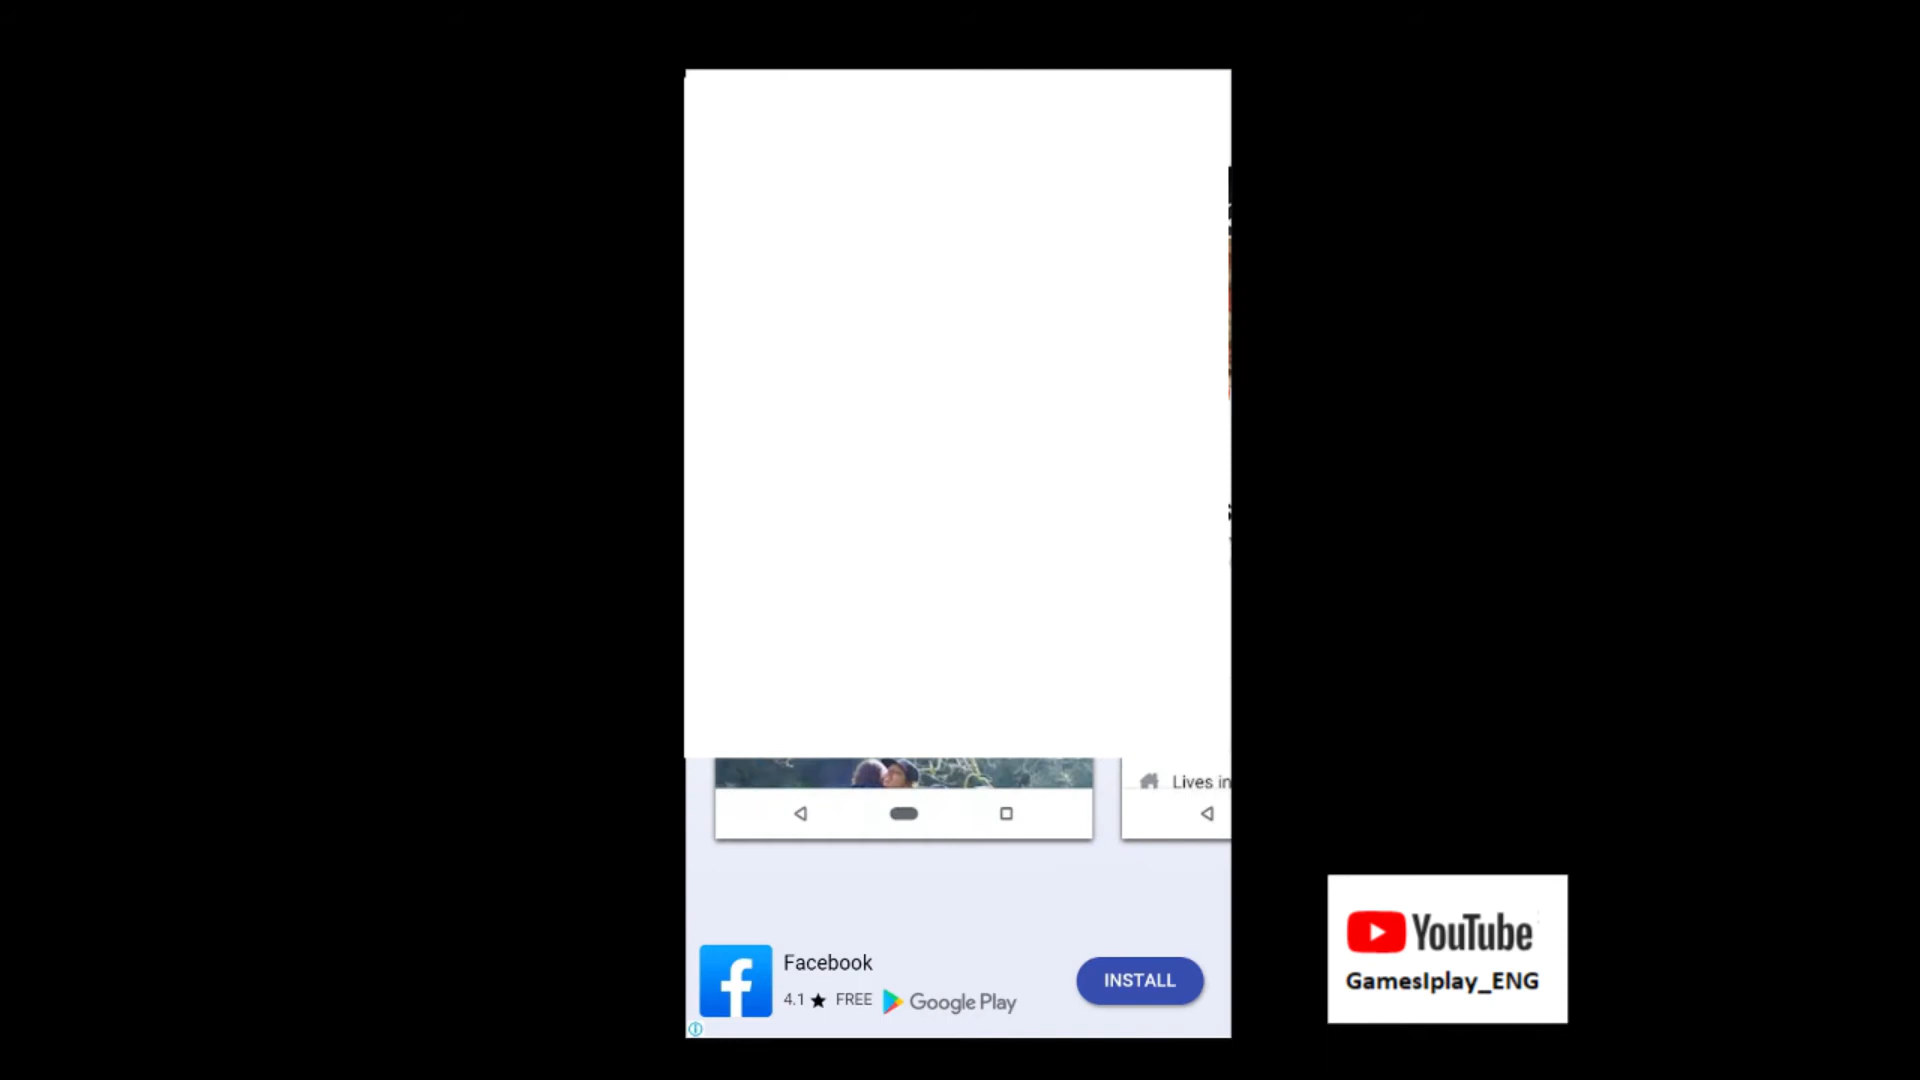 Lives in
Facebook
4.1 ★ FREE Google Play
INSTALL
YouTube
GamesIplay_ENG